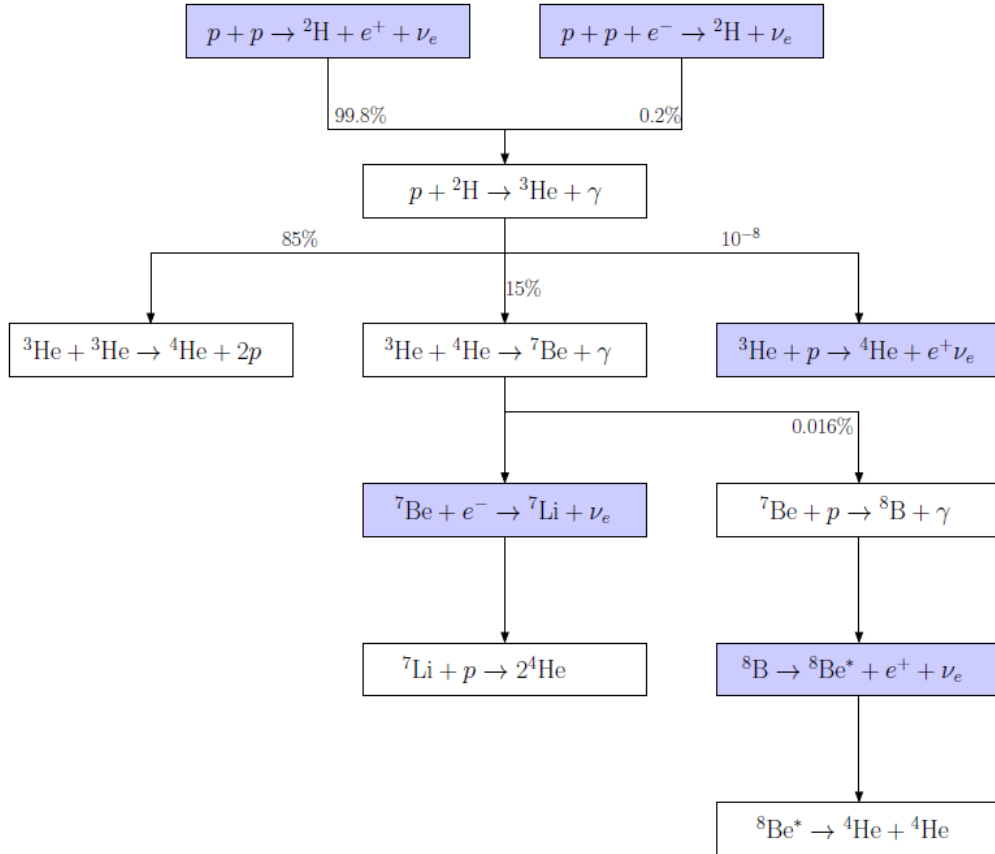 p + p → ²H + e⁺ + νₑ
p + p + e⁻ → ²H + νₑ
99.8%
0.2%
p + ²H → ³He + γ
85%
10⁻⁸
15%
³He + ³He → ⁴He + 2p
³He + ⁴He → ⁷Be + γ
³He + p → ⁴He + e⁺νₑ
0.016%
⁷Be + e⁻ → ⁷Li + νₑ
⁷Be + p → ⁸B + γ
⁷Li + p → 2⁴He
⁸B → ⁸Be* + e⁺ + νₑ
⁸Be* → ⁴He + ⁴He